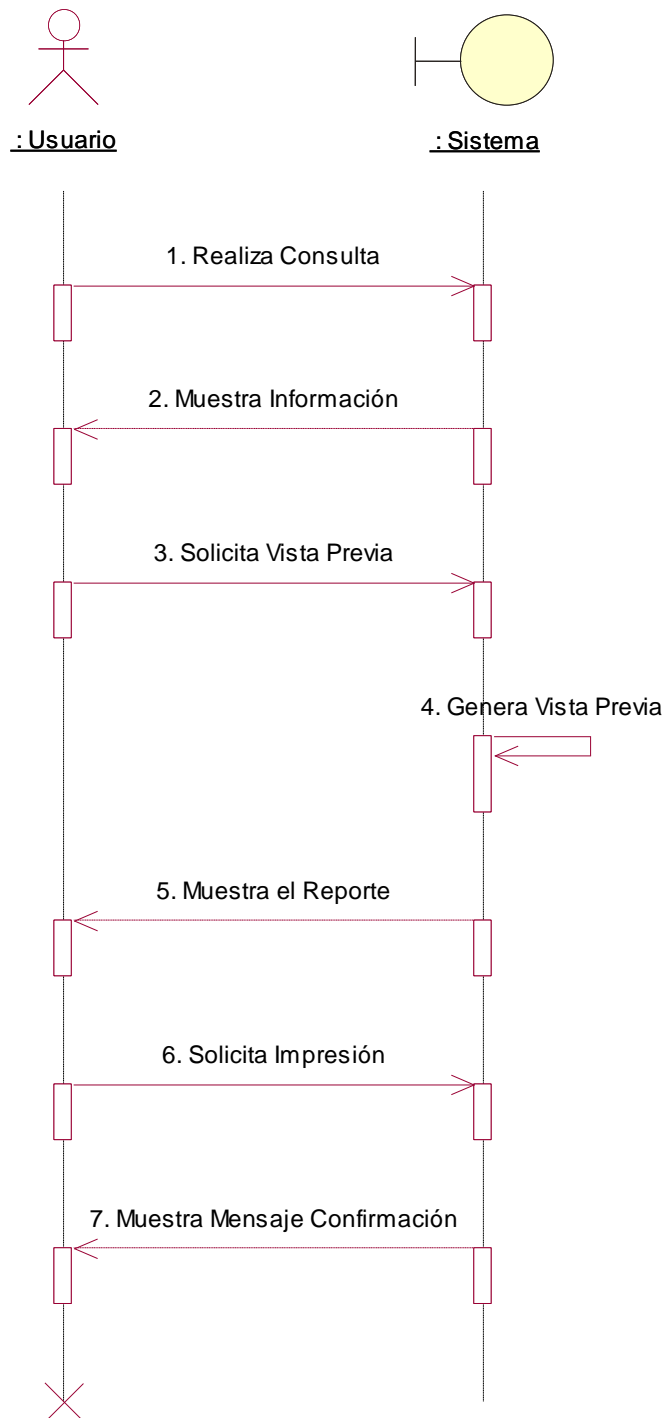 : Usuario
: Sistema
1. Realiza Consulta
2. Muestra Información
3. Solicita Vista Previa
4. Genera Vista Previa
5. Muestra el Reporte
6. Solicita Impresión
7. Muestra Mensaje Confirmación